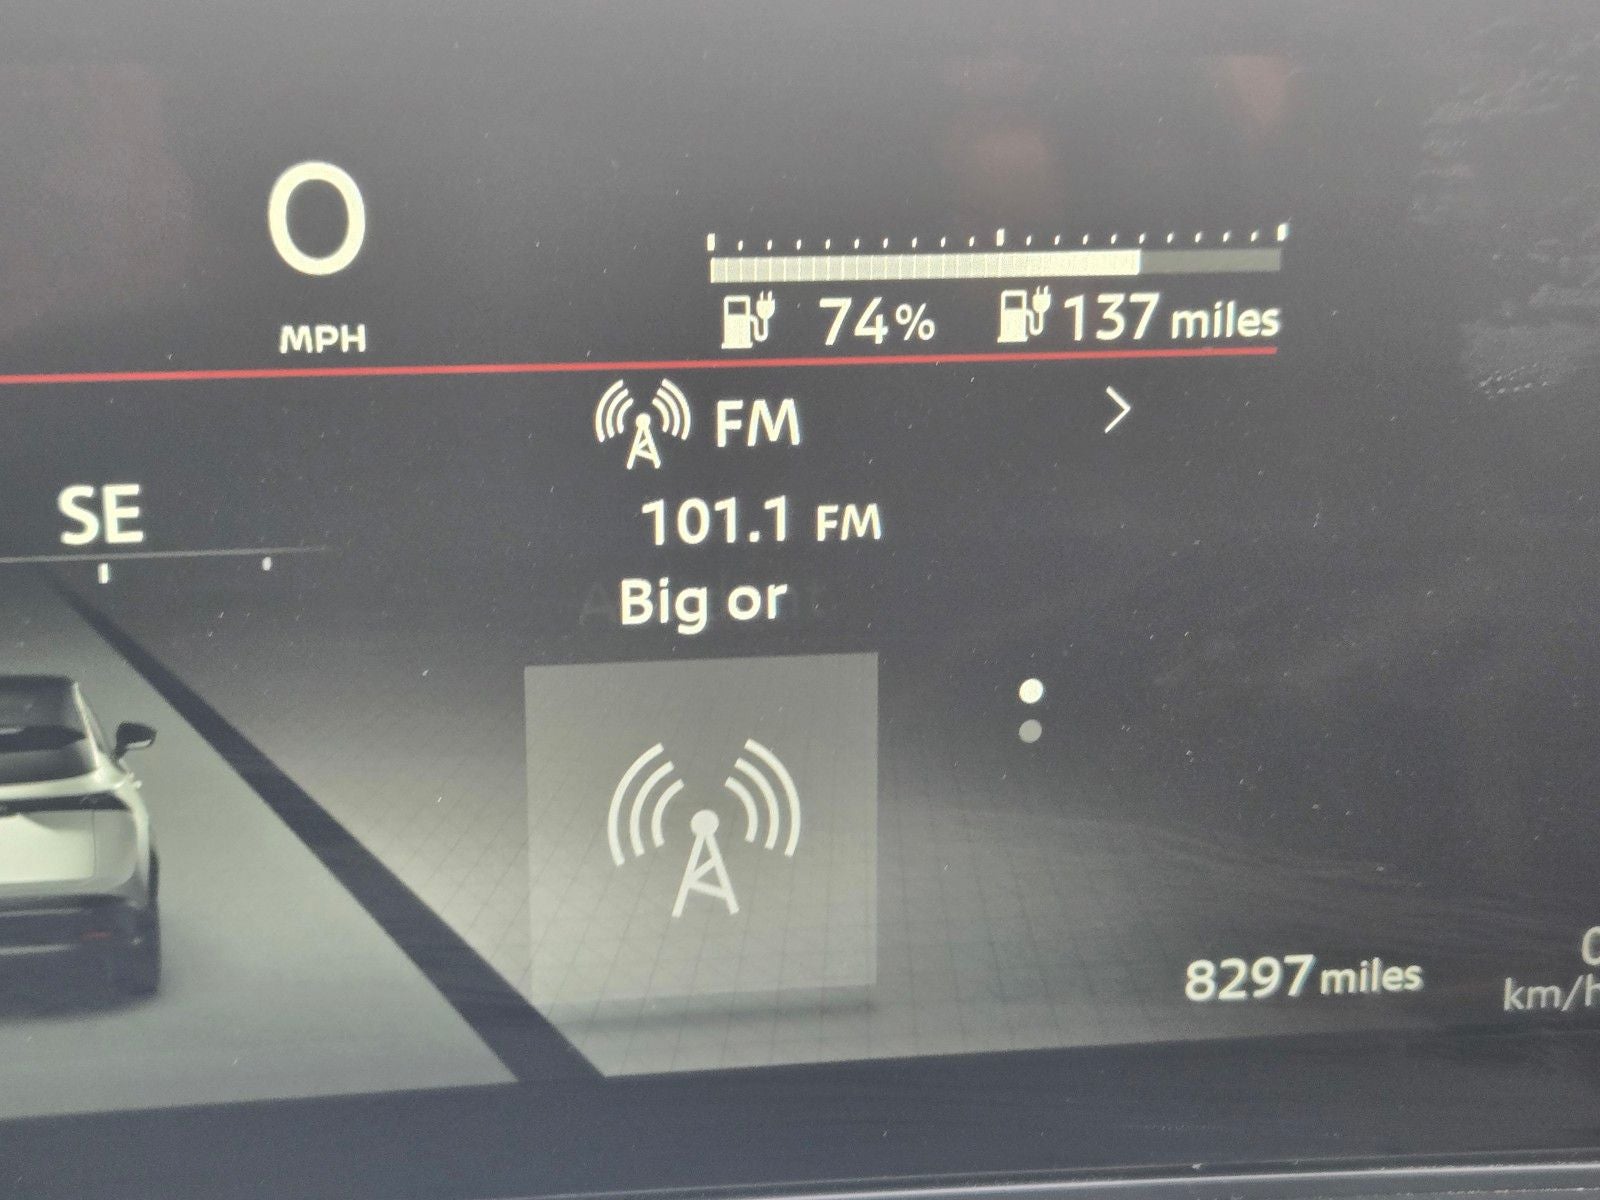 0
MPH
74% 137 miles
FM
101.1 FM
SE
Big or
8297 miles
km/h